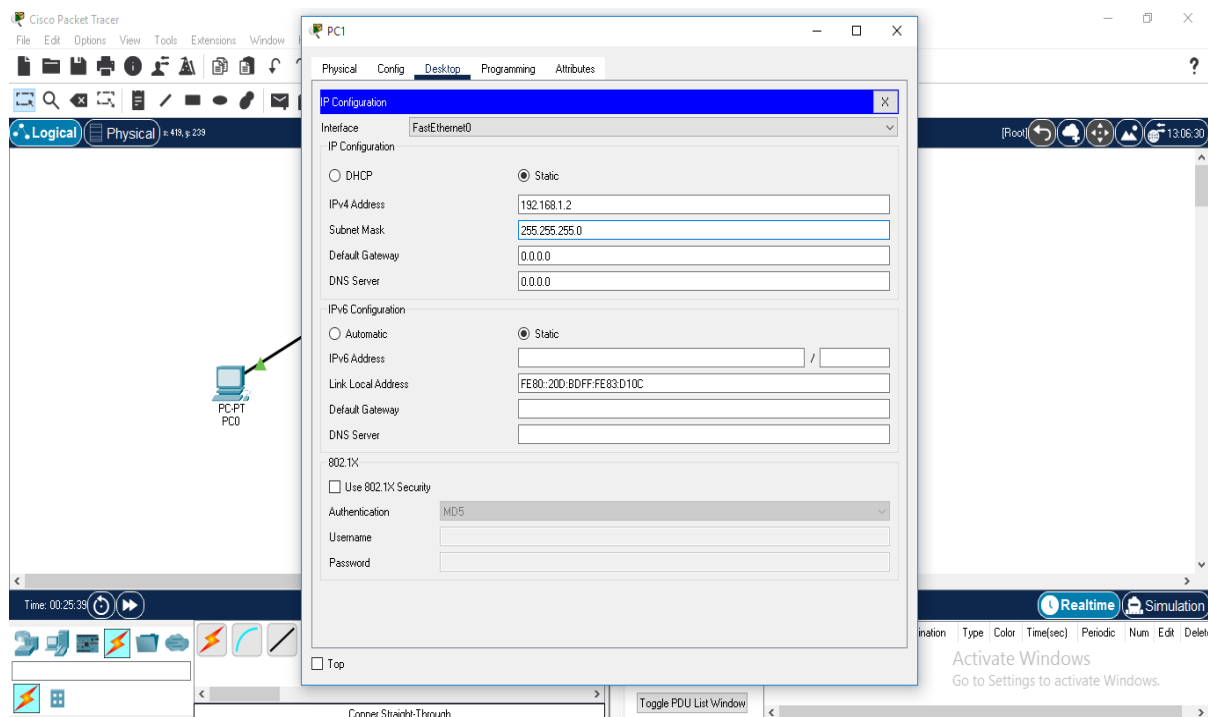 Cisco Packet Tracer
File Edit Options View Tools Extensions Window
?
Logical Physical x: 419, y: 239
[Root] 13:06:30
PC-PT
PC0
PC1
Physical Config Desktop Programming Attributes
IP Configuration X
Interface FastEthernet0
IP Configuration
DHCP Static
IPv4 Address 192.168.1.2
Subnet Mask 255.255.255.0
Default Gateway 0.0.0.0
DNS Server 0.0.0.0
IPv6 Configuration
Automatic Static
IPv6 Address /
Link Local Address FE80::20D:BDFF:FE83:D10C
Default Gateway
DNS Server
802.1X
Use 802.1X Security
Authentication MD5
Username
Password
Top
Time: 00:25:39
Realtime Simulation
ination Type Color Time(sec) Periodic Num Edit Delet
Activate Windows
Go to Settings to activate Windows.
Toggle PDU List Window
Copper Straight-Through